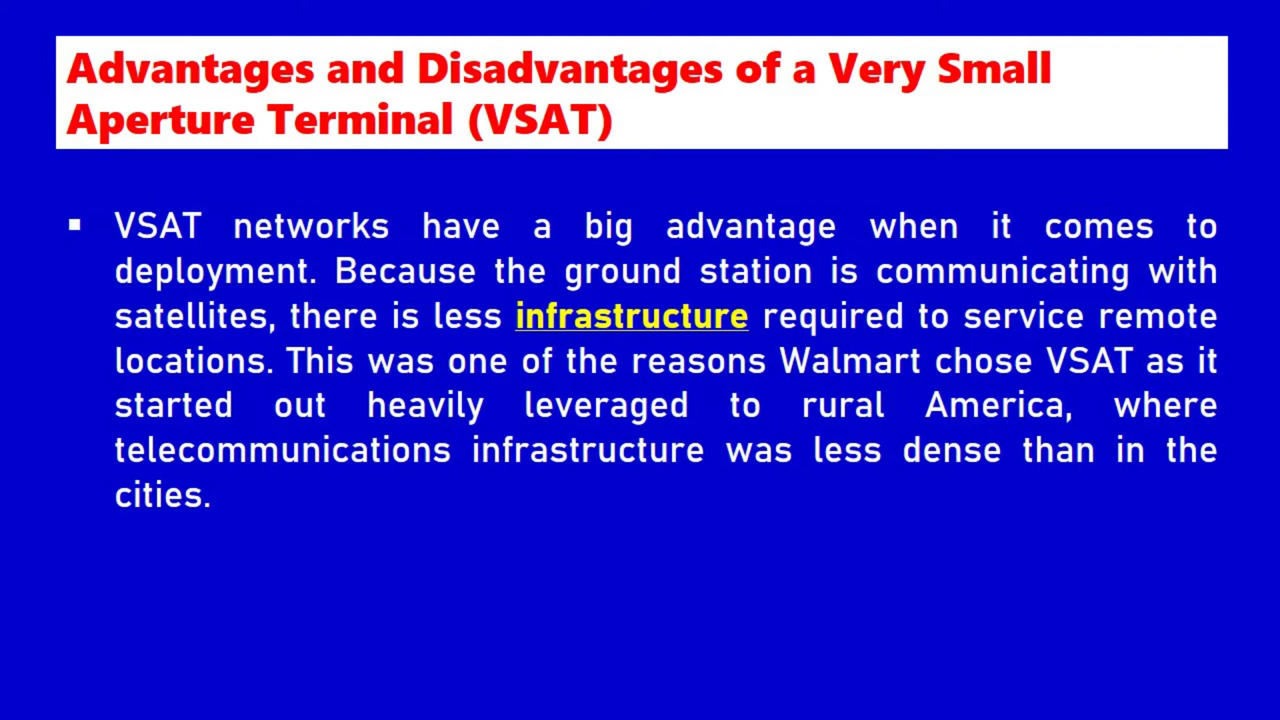 Advantages and Disadvantages of a Very Small
Aperture Terminal (VSAT)
▪ VSAT networks have a big advantage when it comes to
deployment. Because the ground station is communicating with
satellites, there is less infrastructure required to service remote
locations. This was one of the reasons Walmart chose VSAT as it
started out heavily leveraged to rural America, where
telecommunications infrastructure was less dense than in the
cities.